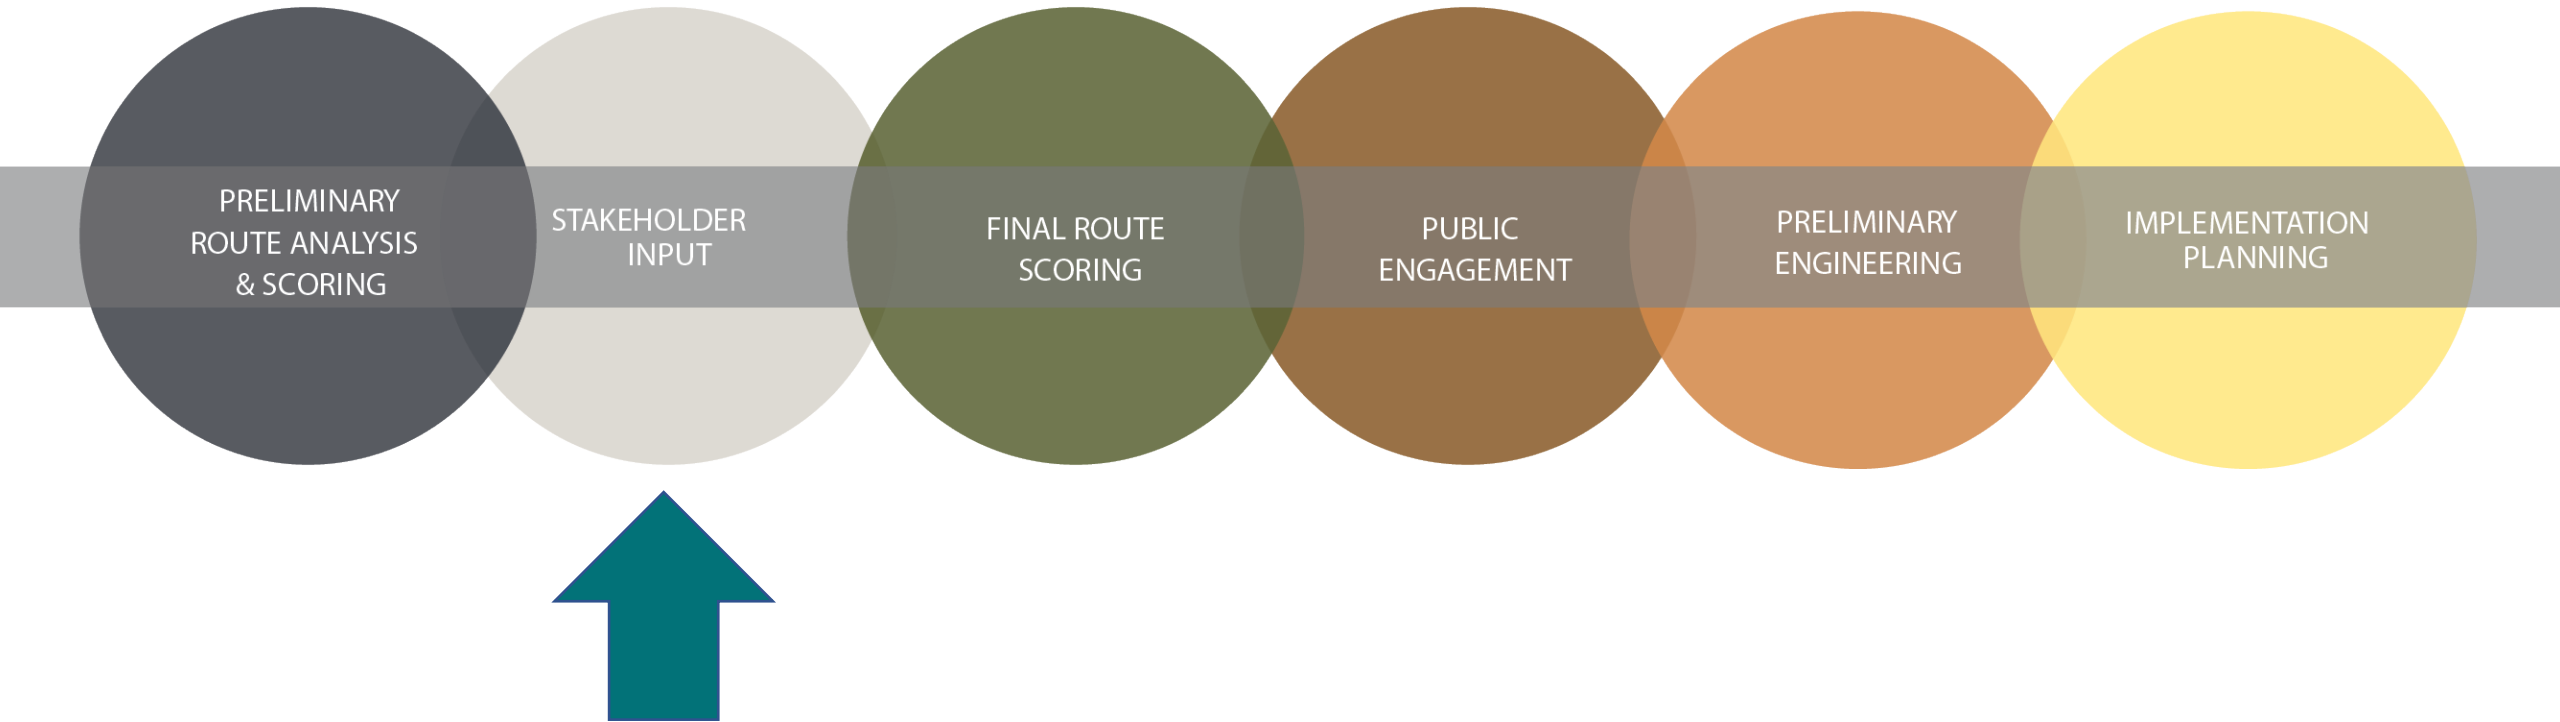 PRELIMINARY
ROUTE ANALYSIS
& SCORING
STAKEHOLDER
INPUT
FINAL ROUTE
SCORING
PUBLIC
ENGAGEMENT
PRELIMINARY
ENGINEERING
IMPLEMENTATION
PLANNING